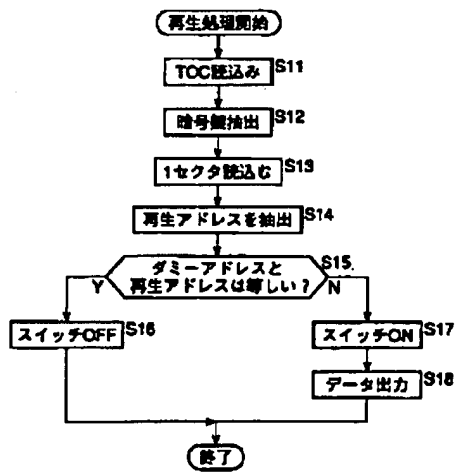 再生処理開始
TOC読込み S11
暗号鍵抽出 S12
1セクタ読込む S13
再生アドレスを抽出 S14
ダミーアドレスと
再生アドレスは等しい？ S15
Y N
スイッチOFF S16
スイッチON S17
データ出力 S18
終了